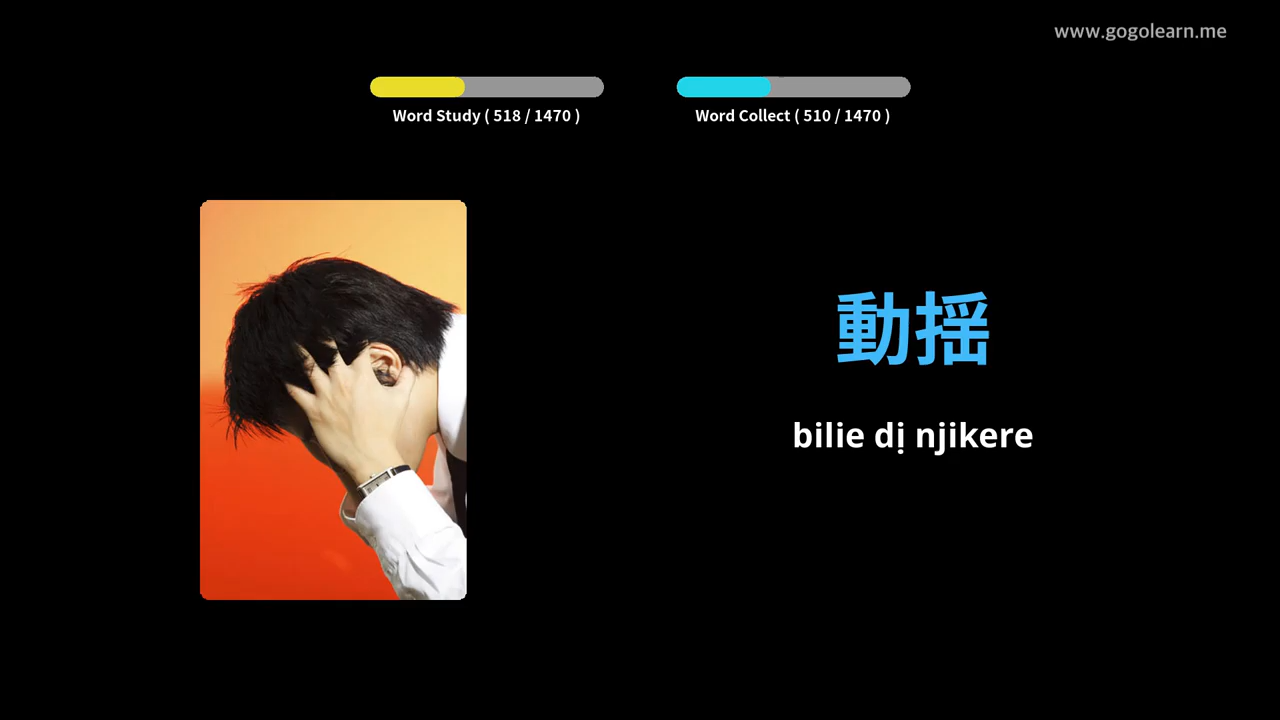 www.gogolearn.me
Word Study ( 518 / 1470 )
Word Collect ( 510 / 1470 )
動揺
bilie dị njikere